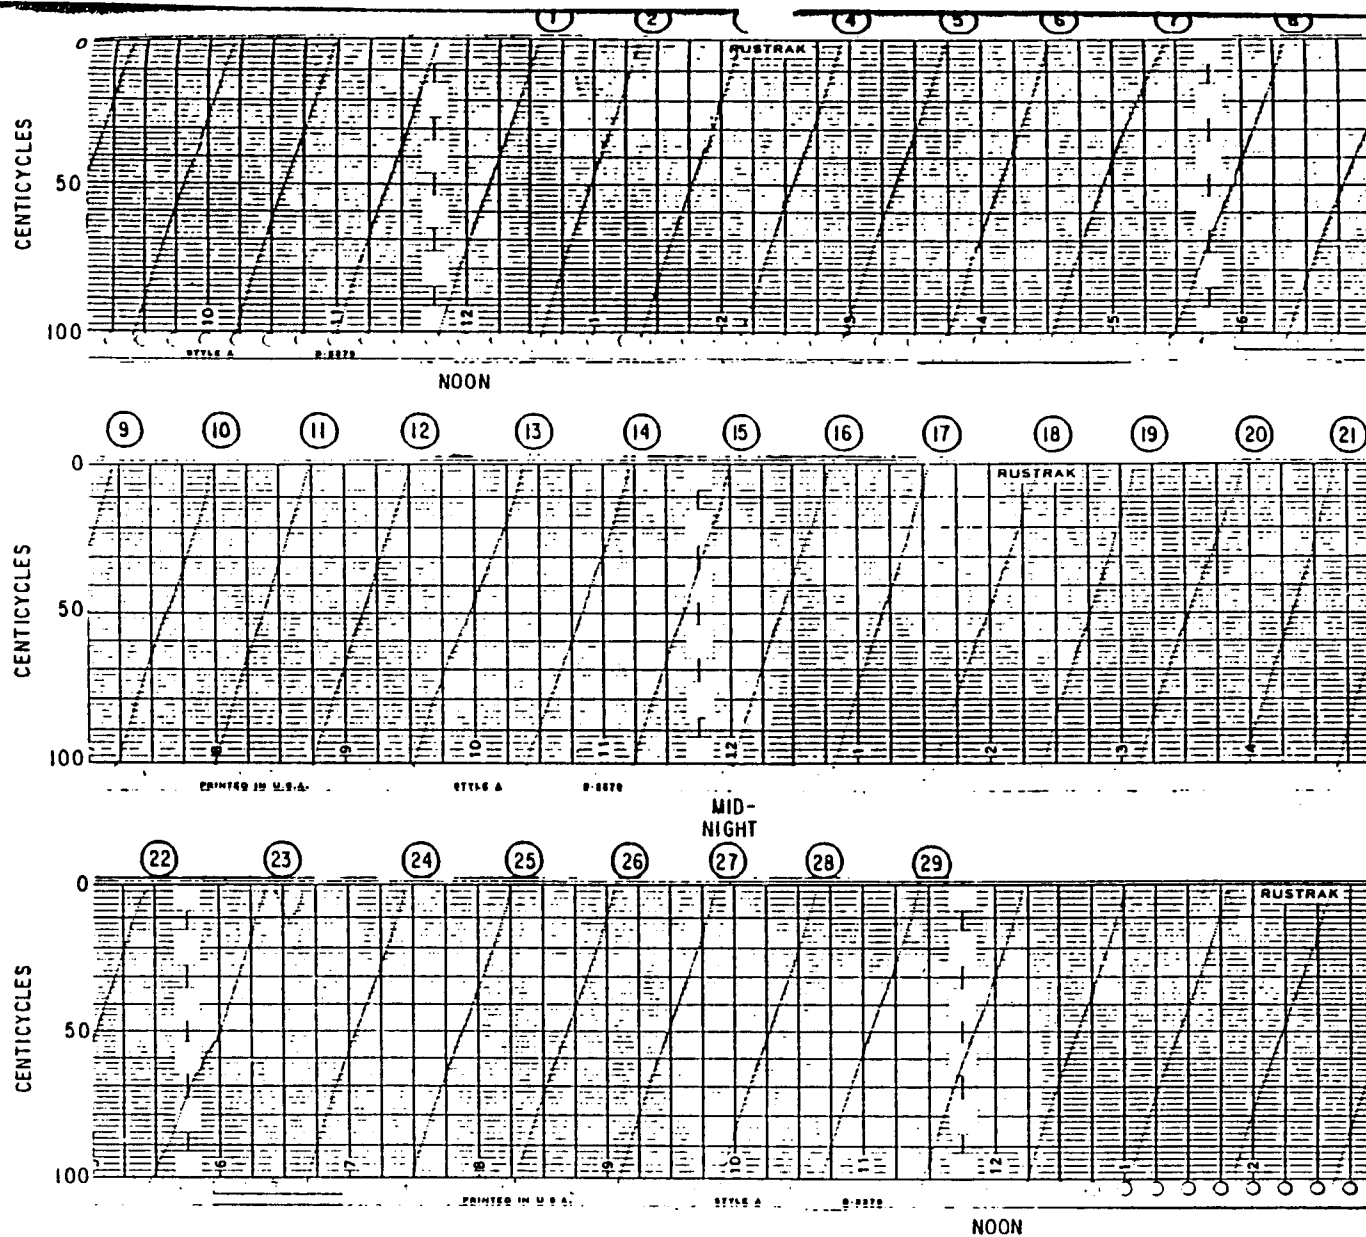 1 2 4 5 6 7 8
RUSTRAK
0
CENTICYCLES
50
100
10 11 12 1 2 3 4 5 6
STYLE A
NOON
9 10 11 12 13 14 15 16 17 18 19 20 21
RUSTRAK
0
CENTICYCLES
50
100
8 9 10 11 12 1 2 3 4
PRINTED IN U.S.A. STYLE A
MID-
NIGHT
22 23 24 25 26 27 28 29
RUSTRAK
0
CENTICYCLES
50
100
6 7 8 9 10 11 12 1 2
PRINTED IN U S A. STYLE A
NOON